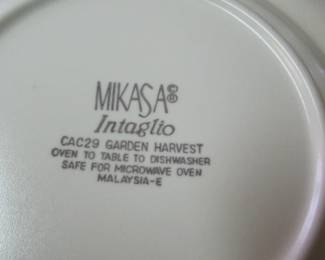 MIKASA©®
Intaglio
CAC29 GARDEN HARVEST
OVEN TO TABLE TO DISHWASHER
SAFE FOR MICROWAVE OVEN
MALAYSIA-E